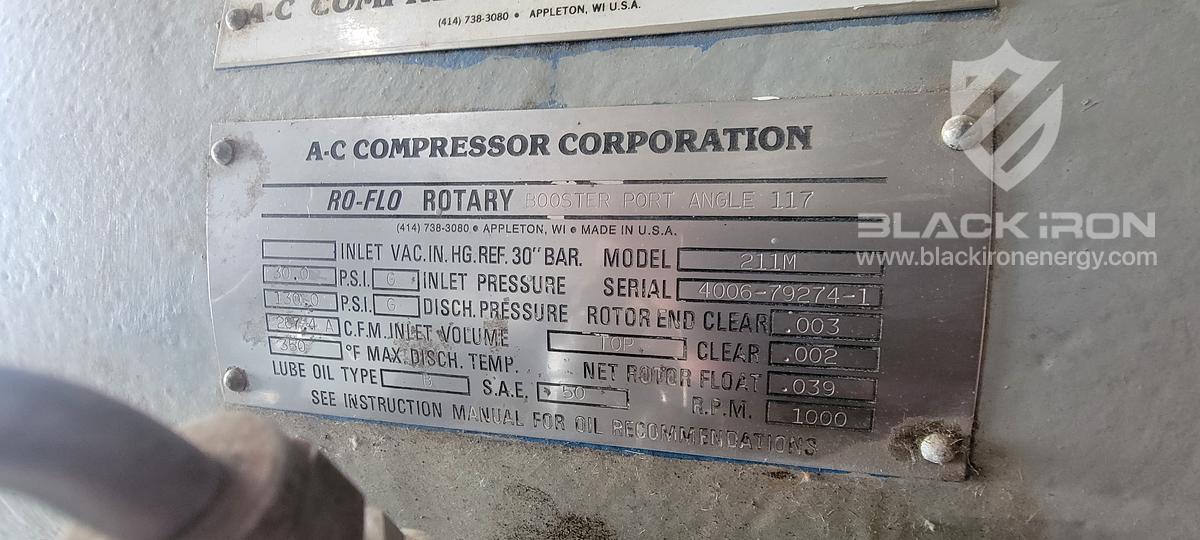 A-C COMPRE
(414) 738-3080 • APPLETON, WI U.S.A.
A-C COMPRESSOR CORPORATION
RO-FLO ROTARY BOOSTER PORT ANGLE 117
(414) 738-3080 • APPLETON, WI • MADE IN U.S.A.
INLET VAC. IN. HG. REF. 30" BAR. MODEL 211M
30.0 P.S.I. G INLET PRESSURE SERIAL 4006-79274-1
130.0 P.S.I. G DISCH. PRESSURE ROTOR END CLEAR .003
A C.F.M. INLET VOLUME TOP CLEAR .002
350 °F MAX. DISCH. TEMP. NET ROTOR FLOAT .039
LUBE OIL TYPE B S.A.E. 50 R.P.M. 1000
SEE INSTRUCTION MANUAL FOR OIL RECOMMENDATIONS
BLACK IRON
www.blackironenergy.com